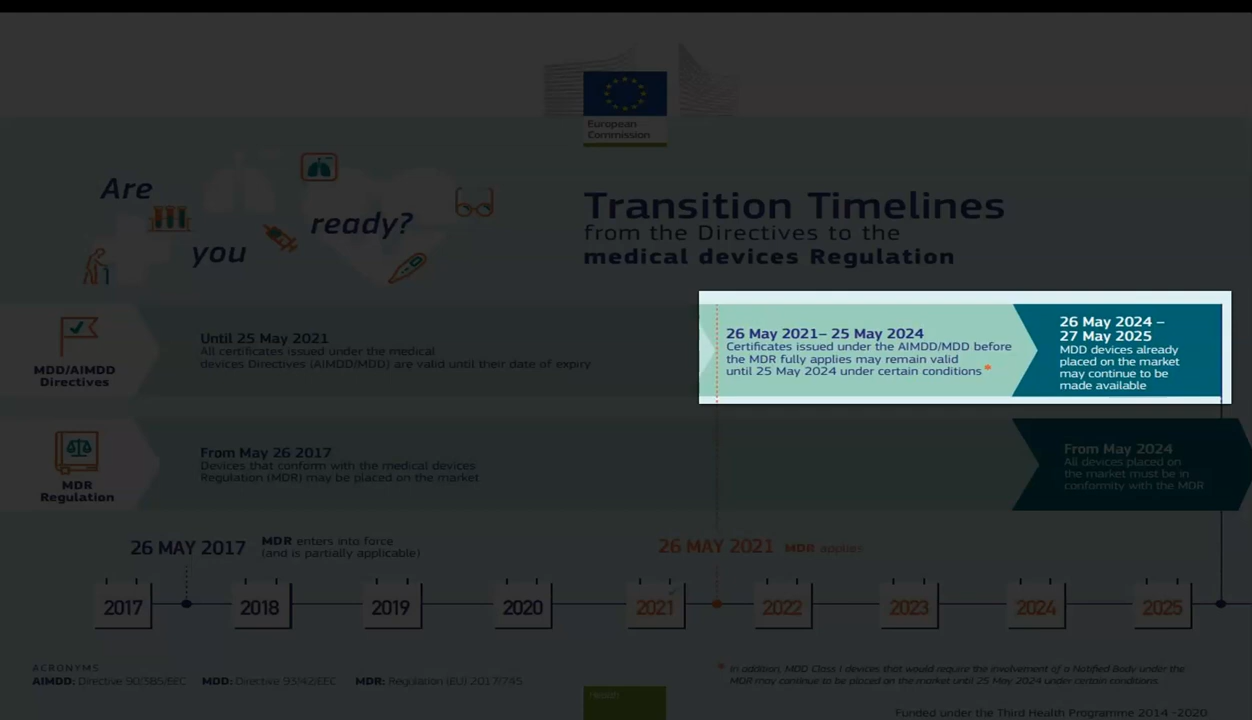 European
Commission
Are
you
ready?
Transition Timelines
from the Directives to the
medical devices Regulation
MDD/AIMDD
Directives
Until 25 May 2021
All certificates issued under the medical
devices Directives (AIMDD/MDD) are valid until their date of expiry
26 May 2021– 25 May 2024
Certificates issued under the AIMDD/MDD before
the MDR fully applies may remain valid
until 25 May 2024 under certain conditions *
26 May 2024 –
27 May 2025
MDD devices already
placed on the market
may continue to be
made available
MDR
Regulation
From May 26 2017
Devices that conform with the medical devices
Regulation (MDR) may be placed on the market
From May 2024
All devices placed on
the market must be in
conformity with the MDR
26 MAY 2017 MDR enters into force
(and is partially applicable)
26 MAY 2021 MDR applies
2017 2018 2019 2020 2021 2022 2023 2024 2025
ACRONYMS
AIMDD: Directive 90/385/EEC MDD: Directive 93/42/EEC MDR: Regulation (EU) 2017/745
* In addition, MDD Class I devices that would require the involvement of a Notified Body under the
MDR may continue to be placed on the market until 25 May 2024 under certain conditions.
Health
Funded under the Third Health Programme 2014 -2020